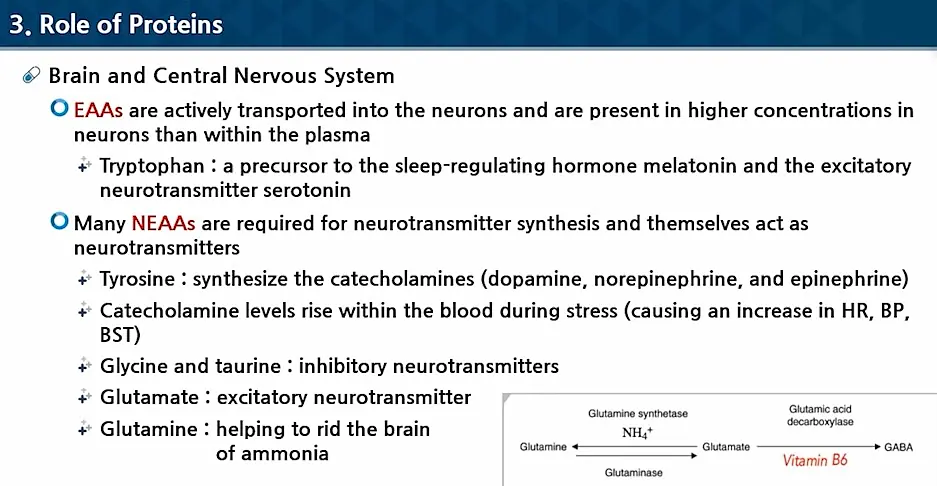 3. Role of Proteins
Brain and Central Nervous System
EAAs are actively transported into the neurons and are present in higher concentrations in
neurons than within the plasma
Tryptophan : a precursor to the sleep-regulating hormone melatonin and the excitatory
neurotransmitter serotonin
Many NEAAs are required for neurotransmitter synthesis and themselves act as
neurotransmitters
Tyrosine : synthesize the catecholamines (dopamine, norepinephrine, and epinephrine)
Catecholamine levels rise within the blood during stress (causing an increase in HR, BP,
BST)
Glycine and taurine : inhibitory neurotransmitters
Glutamate : excitatory neurotransmitter
Glutamine : helping to rid the brain
of ammonia
Glutamine synthetase
NH₄⁺
Glutamine
Glutaminase
Glutamate
Glutamic acid
decarboxylase
Vitamin B6
GABA